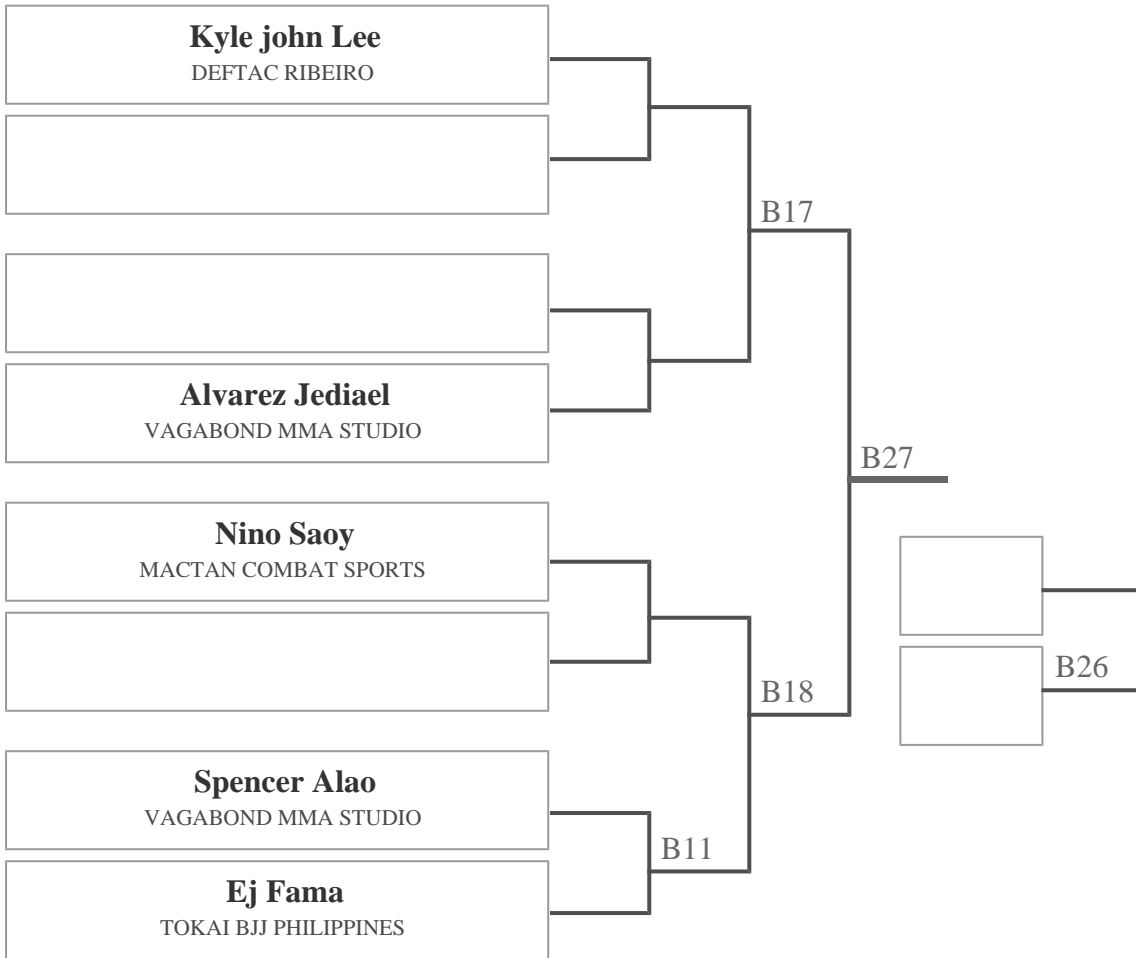 Kyle john Lee
DEFTAC RIBEIRO
B17
Alvarez Jediael
VAGABOND MMA STUDIO
B27
Nino Saoy
MACTAN COMBAT SPORTS
B26
B18
Spencer Alao
VAGABOND MMA STUDIO
B11
Ej Fama
TOKAI BJJ PHILIPPINES